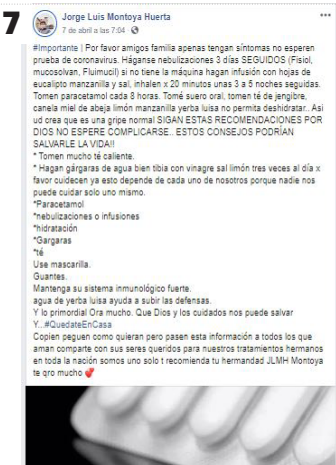 7
Jorge Luis Montoya Huerta
7 de abril a las 7:04 ·
#Importante | Por favor amigos familia apenas tengan síntomas no esperen
prueba de coronavirus. Háganse nebulizaciones 3 días SEGUIDOS (Fisiol,
mucosolvan, Fluimucil) si no tiene la máquina hagan infusión con hojas de
eucalipto manzanilla y sal, inhalen x 20 minutos unas 3 a 5 noches seguidas.
Tomen paracetamol cada 8 horas. Tomé suero oral, tomen té de jengibre,
canela miel de abeja limón manzanilla yerba luisa no permita deshidratar.. Asi
ud crea que es una gripe normal SIGAN ESTAS RECOMENDACIONES POR
DIOS NO ESPERE COMPLICARSE.. ESTOS CONSEJOS PODRÍAN
SALVARLE LA VIDA!!
* Tomen mucho té caliente.
* Hagan gárgaras de agua bien tibia con vinagre sal limón tres veces al día x
favor cuídecen ya esto depende de cada uno de nosotros porque nadie nos
puede cuidar solo uno mismo.
*Paracetamol
*nebulizaciones o infusiones
*hidratación
*Gargaras
*té
Use mascarilla.
Guantes.
Mantenga su sistema inmunológico fuerte.
agua de yerba luisa ayuda a subir las defensas.
Y lo primordial Ora mucho. Que Dios y los cuidados nos puede salvar
Y...#QuedateEnCasa
Copien peguen como quieran pero pasen esta información a todos los que
aman comparte con sus seres queridos para nuestros tratamientos hermanos
en toda la nación somos uno solo t recomienda tu hermandad JLMH Montoya
te qro mucho 💕